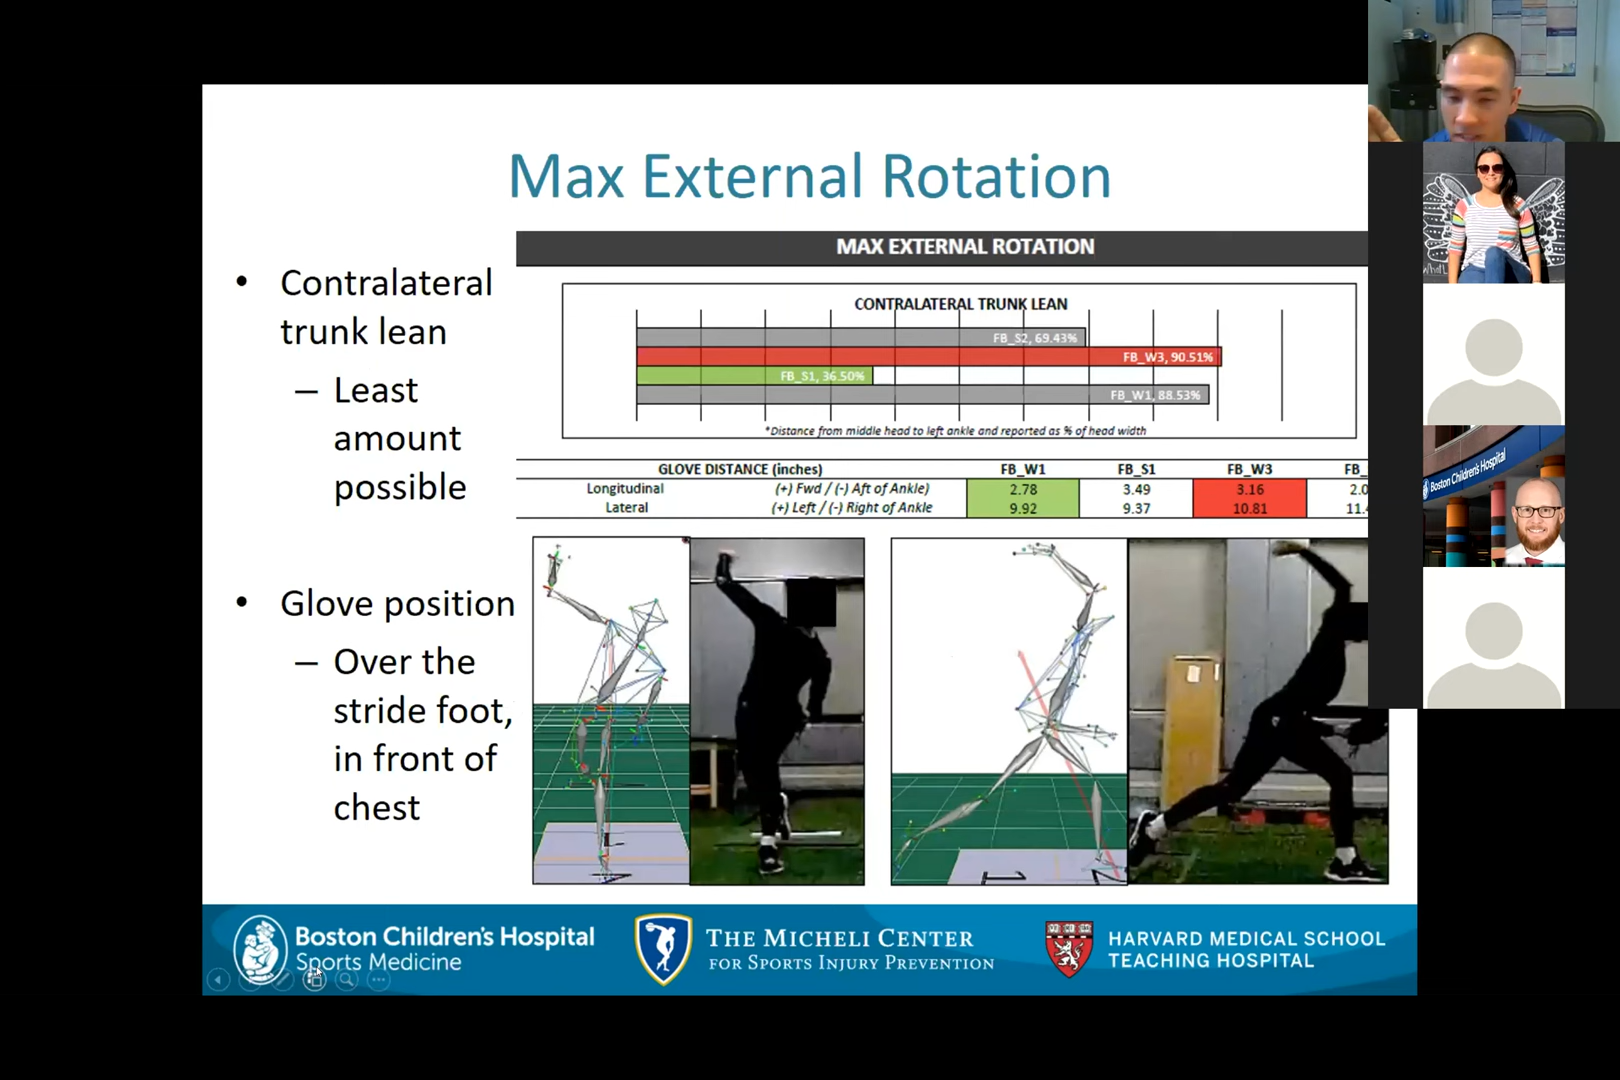 Max External Rotation
• Contralateral
trunk lean
– Least
amount
possible
• Glove position
– Over the
stride foot,
in front of
chest
MAX EXTERNAL ROTATION
CONTRALATERAL TRUNK LEAN
FB_S2, 69.43%
FB_W3, 90.51%
FB_S1, 36.50%
FB_W1, 88.53%
*Distance from middle head to left ankle and reported as % of head width
GLOVE DISTANCE (inches) FB_W1 FB_S1 FB_W3 FB_
Longitudinal (+) Fwd / (-) Aft of Ankle) 2.78 3.49 3.16 2.0
Lateral (+) Left / (-) Right of Ankle 9.92 9.37 10.81 11.
Boston Children's Hospital
Boston Children's Hospital
Sports Medicine
THE MICHELI CENTER
FOR SPORTS INJURY PREVENTION
HARVARD MEDICAL SCHOOL
TEACHING HOSPITAL